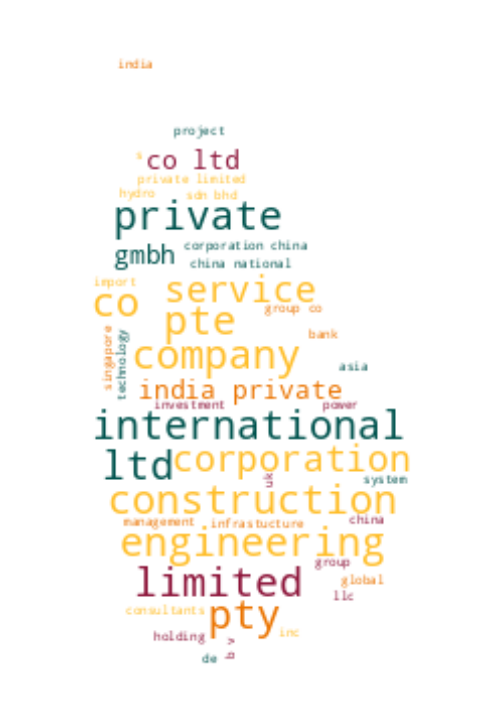 india
project
s
co ltd
private limited
hydro
sdn bhd
private
corporation china
gmbh
china national
import
service
co
group co
pte
bank
singapore
technology
company
asia
india private
investment
power
international
ltd
corporation
uk
system
construction
management
infrastucture
china
engineering
group
limited
global
llc
consultants
pty
inc
holding
b.v
de